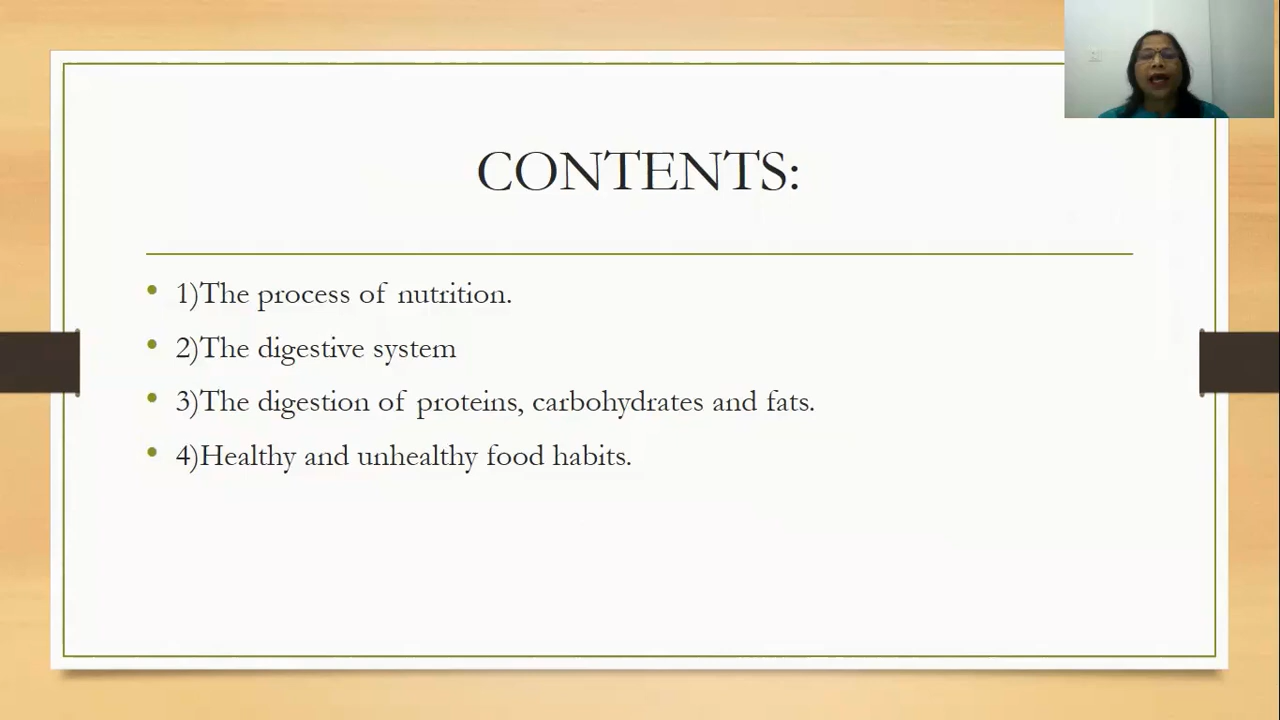 CONTENTS:
• 1)The process of nutrition.
• 2)The digestive system
• 3)The digestion of proteins, carbohydrates and fats.
• 4)Healthy and unhealthy food habits.